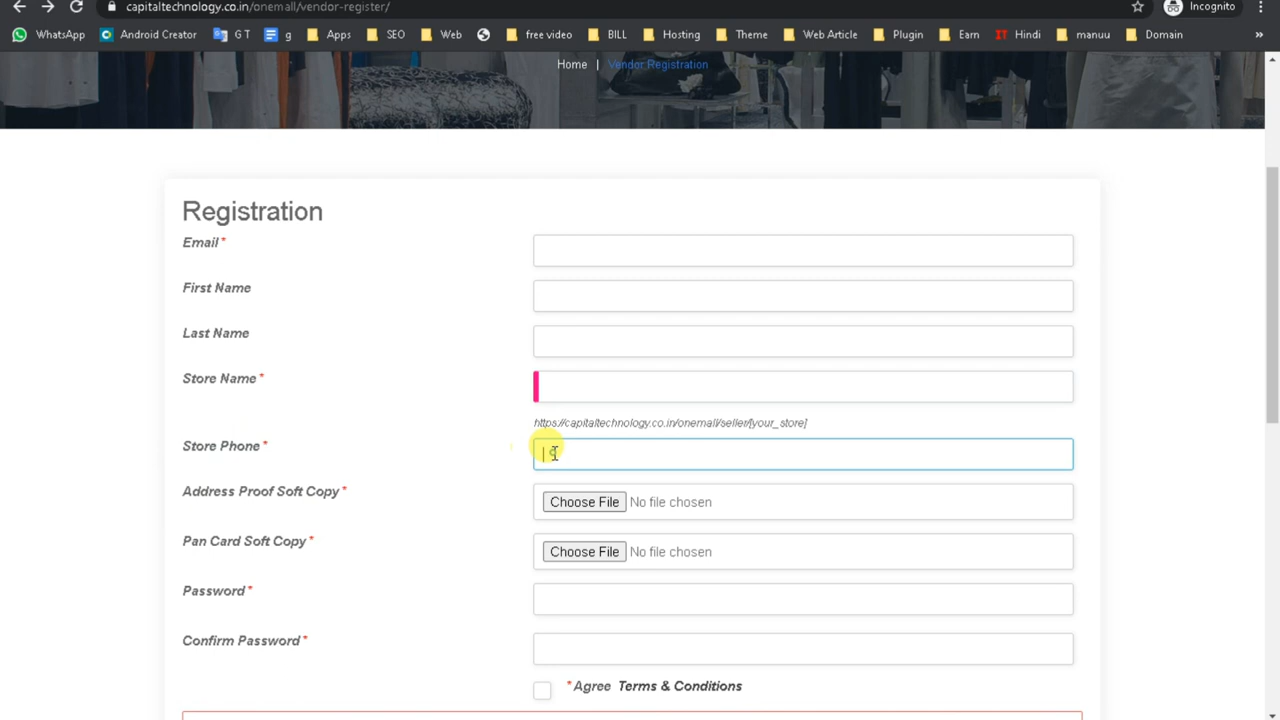 capitaltechnology.co.in/onemall/vendor-register/
Incognito
WhatsApp Android Creator G T g Apps SEO Web free video BILL Hosting Theme Web Article Plugin Earn Hindi manuu Domain »
Home | Vendor Registration
Registration
Email *
First Name
Last Name
Store Name *
https://capitaltechnology.co.in/onemall/seller/[your_store]
Store Phone *
Address Proof Soft Copy *
Choose File No file chosen
Pan Card Soft Copy *
Choose File No file chosen
Password *
Confirm Password *
* Agree Terms & Conditions